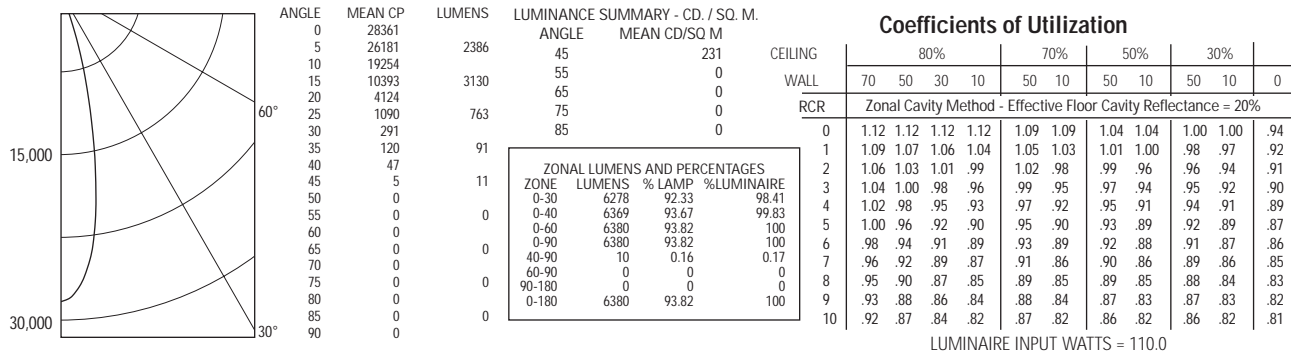 15,000
30,000
60°
30°
ANGLE MEAN CP LUMENS
0 28361
5 26181 2386
10 19254
15 10393 3130
20 4124
25 1090 763
30 291
35 120 91
40 47
45 5 11
50 0
55 0 0
60 0
65 0 0
70 0
75 0 0
80 0
85 0 0
90 0
LUMINANCE SUMMARY - CD. / SQ. M.
ANGLE MEAN CD/SQ M
45 231
55 0
65 0
75 0
85 0
ZONAL LUMENS AND PERCENTAGES
ZONE LUMENS % LAMP %LUMINAIRE
0-30 6278 92.33 98.41
0-40 6369 93.67 99.83
0-60 6380 93.82 100
0-90 6380 93.82 100
40-90 10 0.16 0.17
60-90 0 0 0
90-180 0 0 0
0-180 6380 93.82 100
Coefficients of Utilization
CEILING 80% 70% 50% 30%
WALL 70 50 30 10 50 10 50 10 50 10 0
RCR Zonal Cavity Method - Effective Floor Cavity Reflectance = 20%
0 1.12 1.12 1.12 1.12 1.09 1.09 1.04 1.04 1.00 1.00 .94
1 1.09 1.07 1.06 1.04 1.05 1.03 1.01 1.00 .98 .97 .92
2 1.06 1.03 1.01 .99 1.02 .98 .99 .96 .96 .94 .91
3 1.04 1.00 .98 .96 .99 .95 .97 .94 .95 .92 .90
4 1.02 .98 .95 .93 .97 .92 .95 .91 .94 .91 .89
5 1.00 .96 .92 .90 .95 .90 .93 .89 .92 .89 .87
6 .98 .94 .91 .89 .93 .89 .92 .88 .91 .87 .86
7 .96 .92 .89 .87 .91 .86 .90 .86 .89 .86 .85
8 .95 .90 .87 .85 .89 .85 .89 .85 .88 .84 .83
9 .93 .88 .86 .84 .88 .84 .87 .83 .87 .83 .82
10 .92 .87 .84 .82 .87 .82 .86 .82 .86 .82 .81
LUMINAIRE INPUT WATTS = 110.0